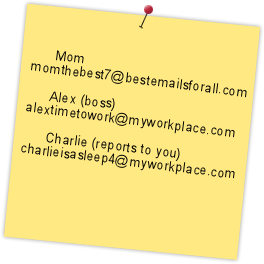 Mom
momthebest7@bestemailsforall.com
Alex (boss)
alextimetowork@myworkplace.com
Charlie (reports to you)
charlieisasleep4@myworkplace.com